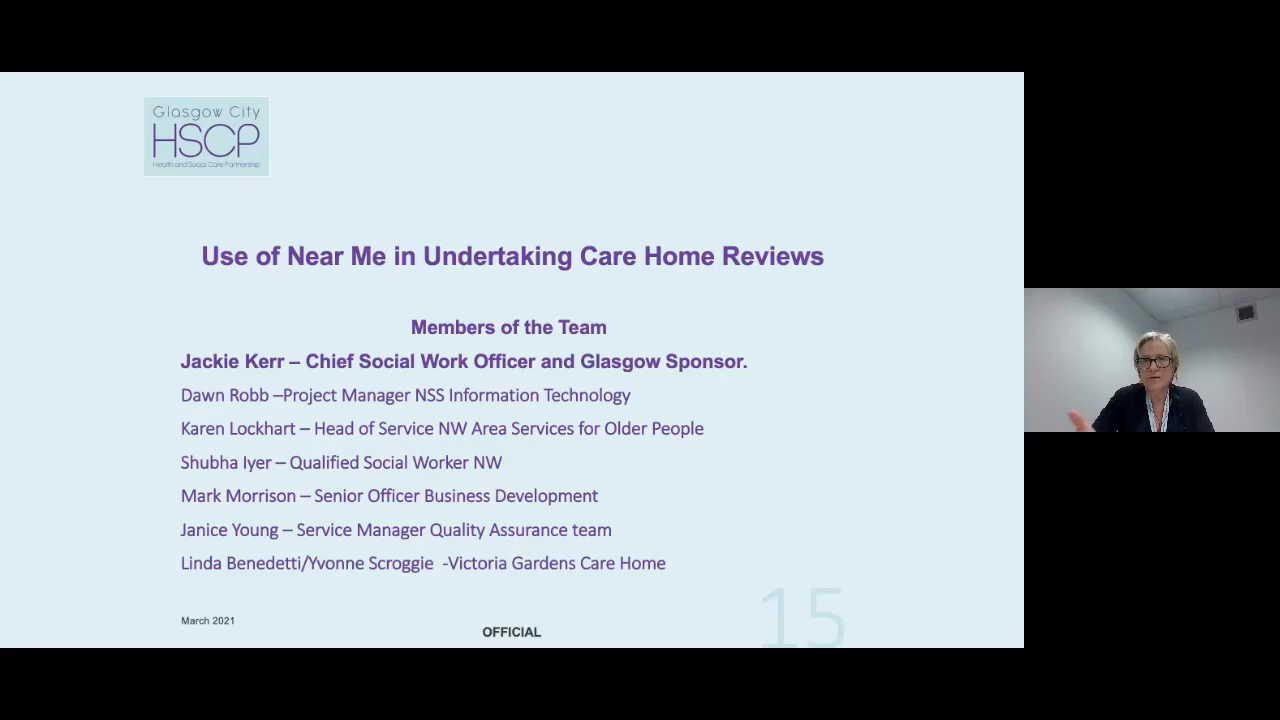 Glasgow City
HSCP
Health and Social Care Partnership
Use of Near Me in Undertaking Care Home Reviews
Members of the Team
Jackie Kerr – Chief Social Work Officer and Glasgow Sponsor.
Dawn Robb –Project Manager NSS Information Technology
Karen Lockhart – Head of Service NW Area Services for Older People
Shubha Iyer – Qualified Social Worker NW
Mark Morrison – Senior Officer Business Development
Janice Young – Service Manager Quality Assurance team
Linda Benedetti/Yvonne Scroggie -Victoria Gardens Care Home
March 2021
OFFICIAL
15